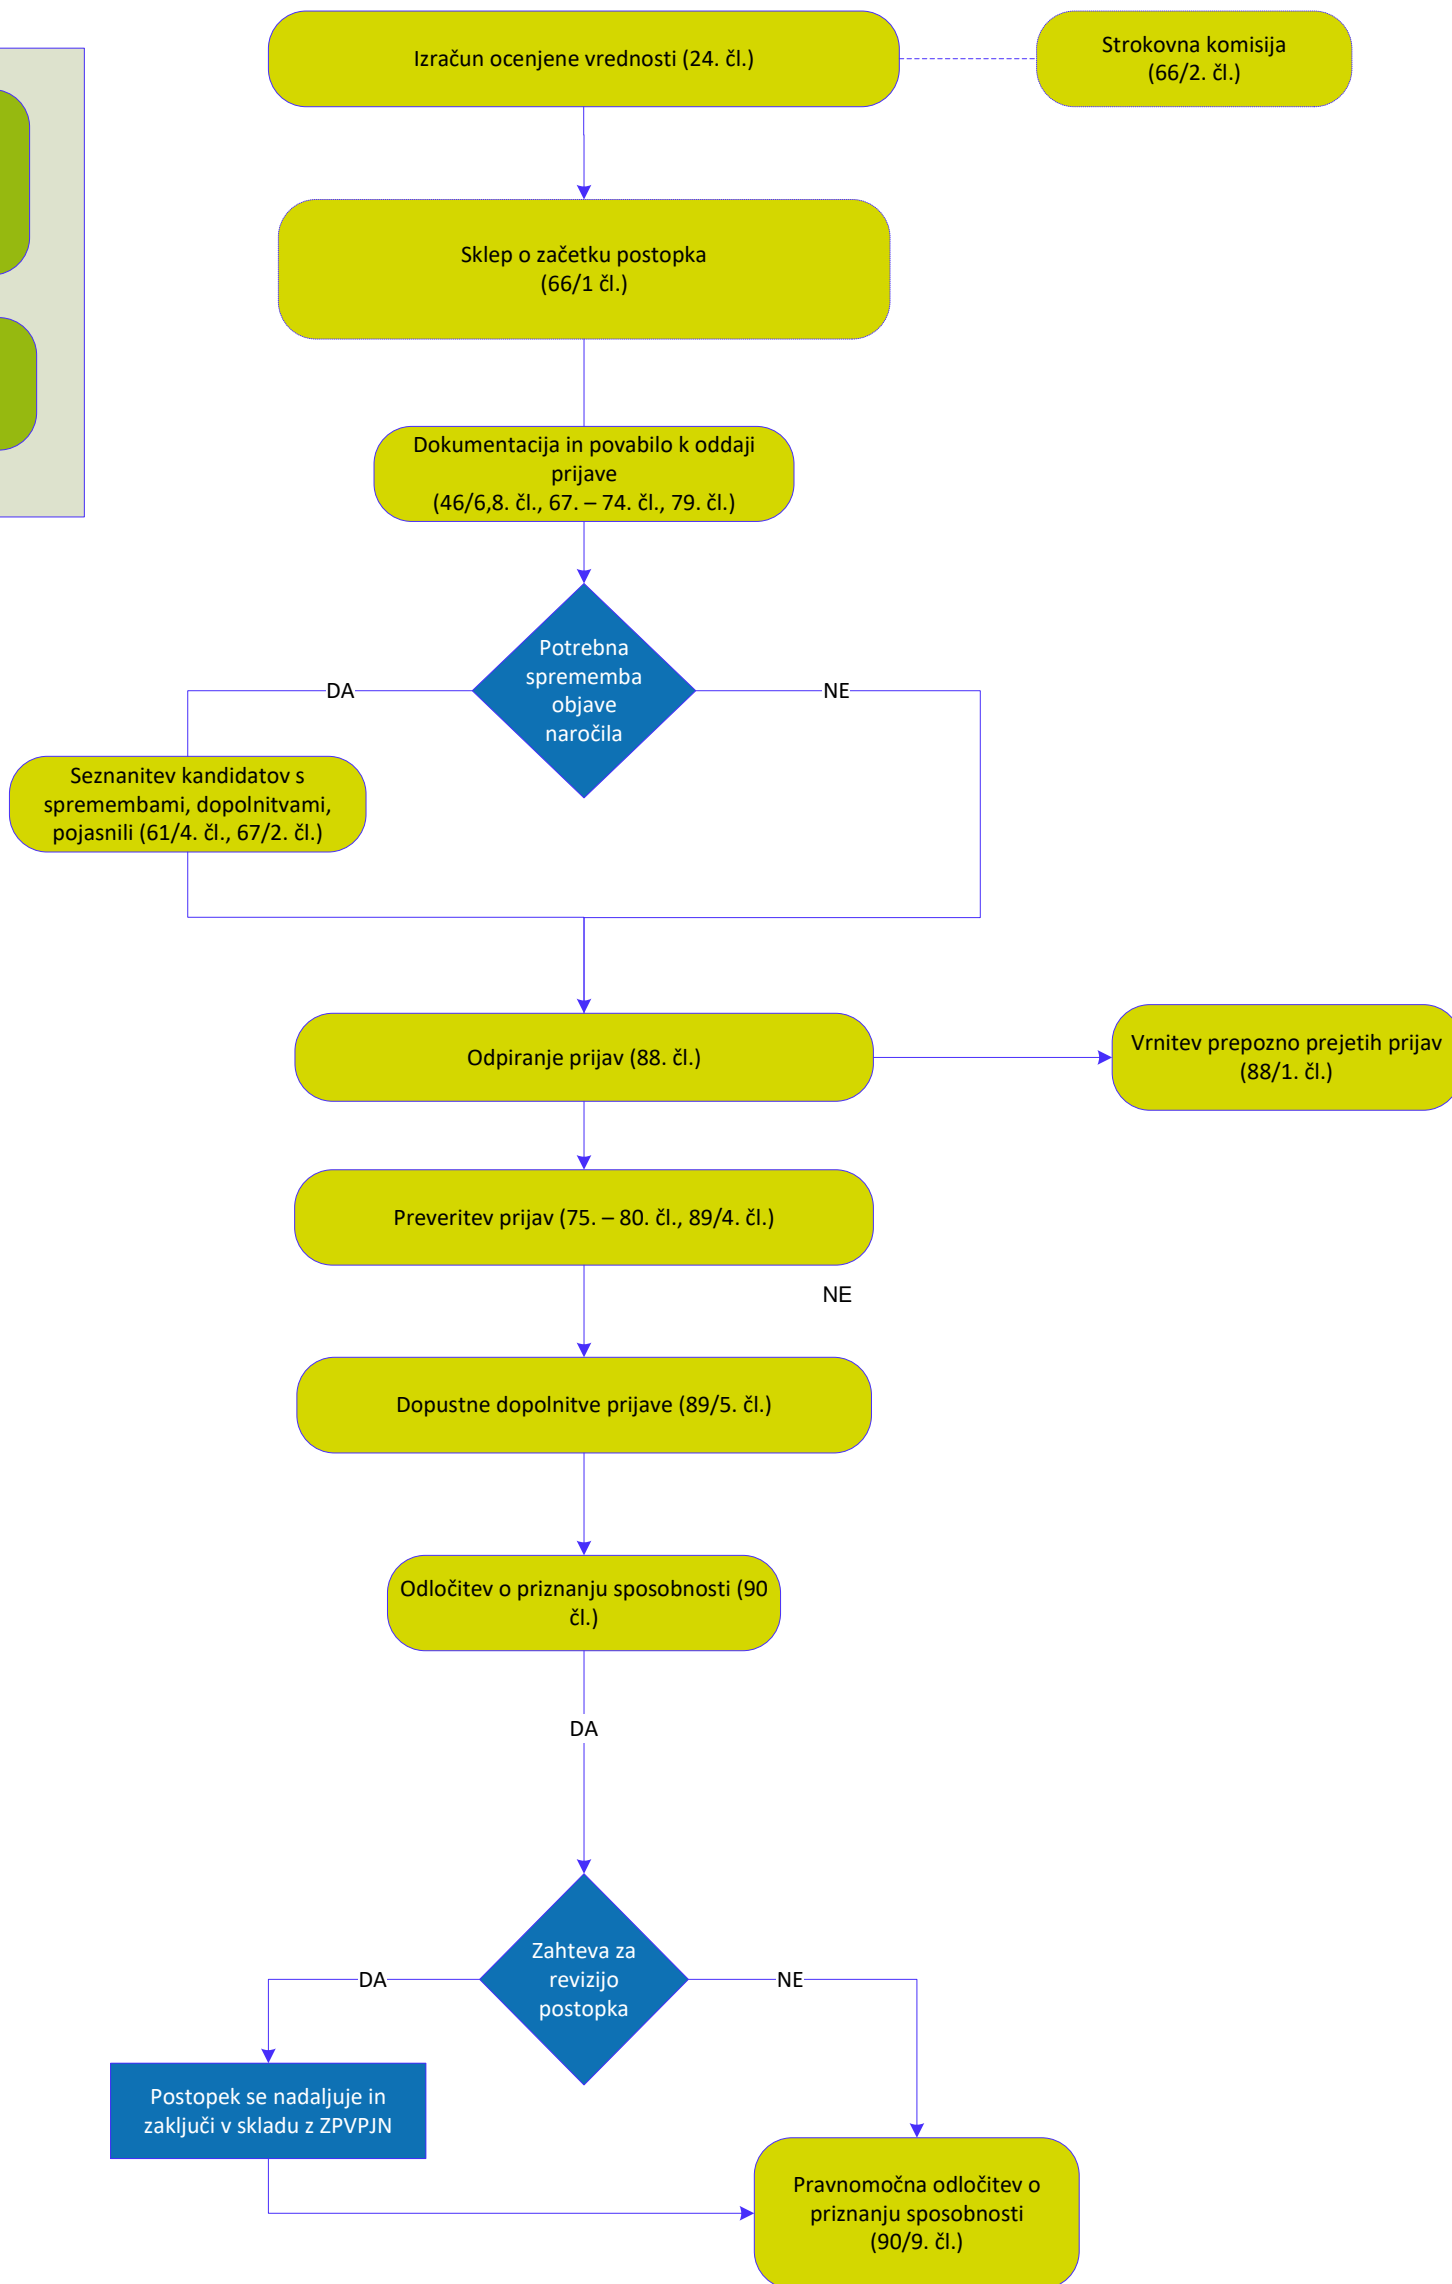 Izračun ocenjene vrednosti (24. čl.)
Strokovna komisija
(66/2. čl.)
Sklep o začetku postopka
(66/1 čl.)
Dokumentacija in povabilo k oddaji
prijave
(46/6,8. čl., 67. – 74. čl., 79. čl.)
Potrebna
sprememba
objave
naročila
DA
NE
Seznanitev kandidatov s
spremembami, dopolnitvami,
pojasnili (61/4. čl., 67/2. čl.)
Odpiranje prijav (88. čl.)
Vrnitev prepozno prejetih prijav
(88/1. čl.)
Preveritev prijav (75. – 80. čl., 89/4. čl.)
NE
Dopustne dopolnitve prijave (89/5. čl.)
Odločitev o priznanju sposobnosti (90
čl.)
DA
Zahteva za
revizijo
postopka
DA
NE
Postopek se nadaljuje in
zaključi v skladu z ZPVPJN
Pravnomočna odločitev o
priznanju sposobnosti
(90/9. čl.)